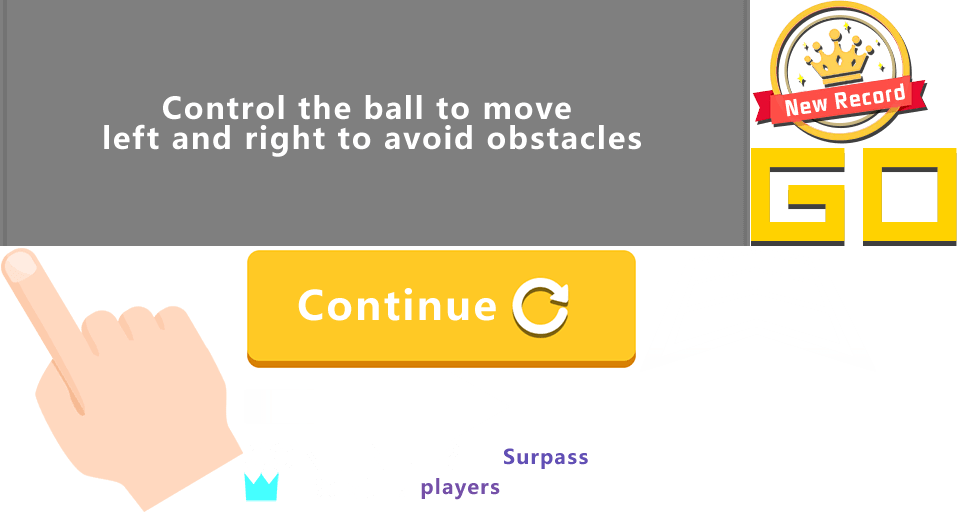 Control the ball to move
left and right to avoid obstacles
New Record
GO
Continue
Surpass
players